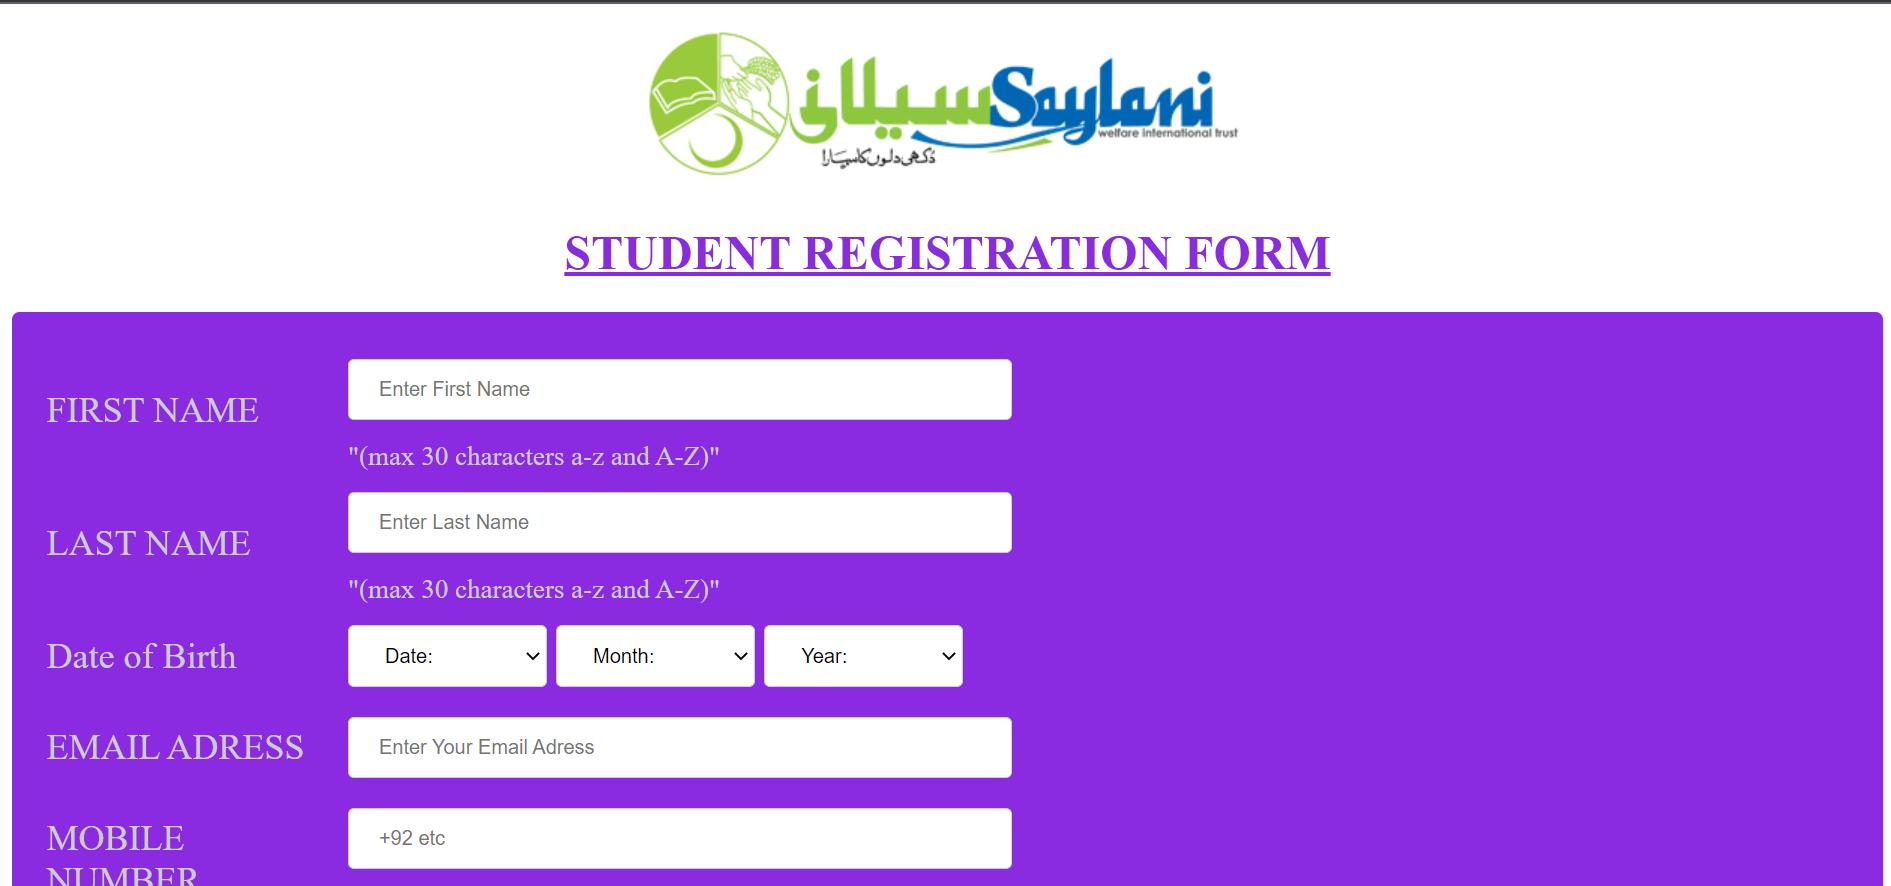 سیلانی Saylani
welfare international trust
دُکھی دلوں کا سہارا
STUDENT REGISTRATION FORM
FIRST NAME
Enter First Name
"(max 30 characters a-z and A-Z)"
LAST NAME
Enter Last Name
"(max 30 characters a-z and A-Z)"
Date of Birth
Date:
Month:
Year:
EMAIL ADRESS
Enter Your Email Adress
MOBILE
NUMBER
+92 etc